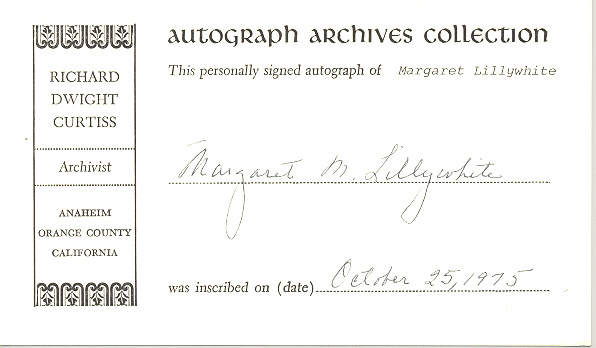 RICHARD
DWIGHT
CURTISS
Archivist
ANAHEIM
ORANGE COUNTY
CALIFORNIA
autograph archives collection
This personally signed autograph of Margaret Lillywhite
Margaret M. Lillywhite
was inscribed on (date) October 25, 1975